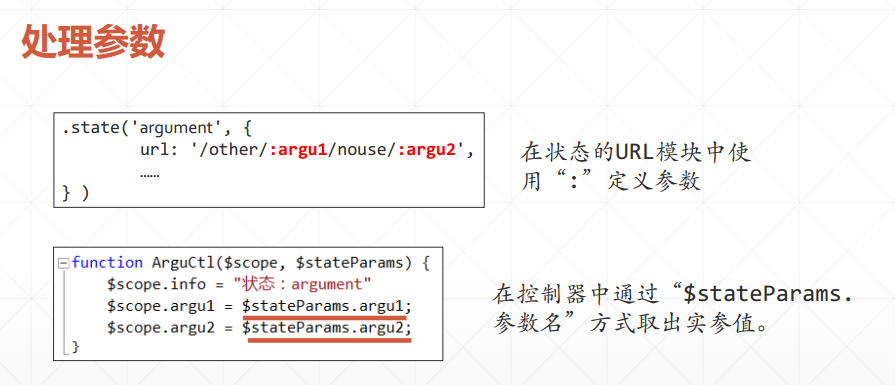 处理参数
.state('argument', {
url: '/other/:argu1/nouse/:argu2',
……
} )
在状态的URL模块中使
用“:”定义参数
function ArguCtl($scope, $stateParams) {
$scope.info = "状态：argument"
$scope.argu1 = $stateParams.argu1;
$scope.argu2 = $stateParams.argu2;
}
在控制器中通过“$stateParams.
参数名”方式取出实参值。